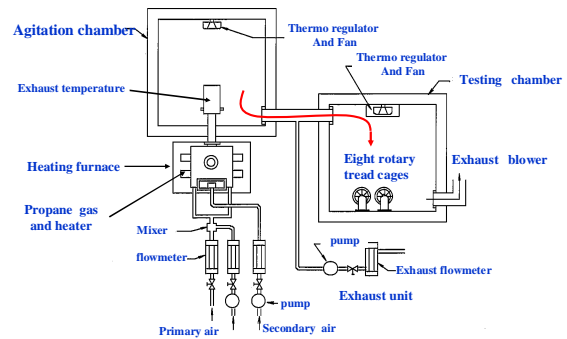 Agitation chamber
Thermo regulator
And Fan
Thermo regulator
And Fan
Testing chamber
Exhaust temperature
Heating furnace
Eight rotary
tread cages
Exhaust blower
Propane gas
and heater
Mixer
flowmeter
pump
Exhaust flowmeter
Exhaust unit
pump
Primary air
Secondary air